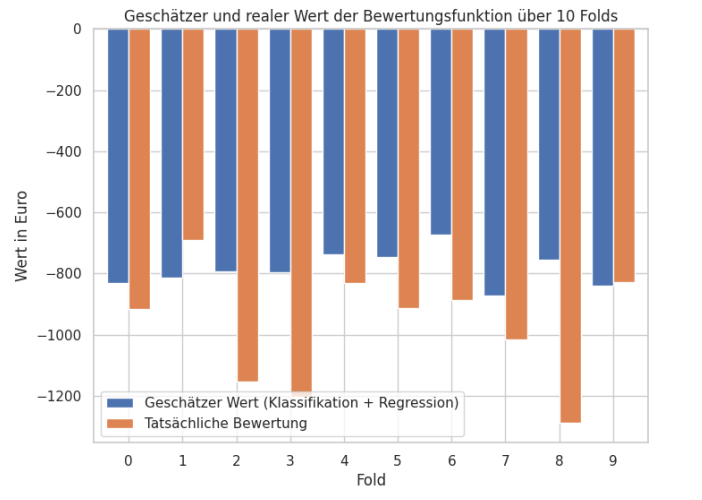 Geschätzer und realer Wert der Bewertungsfunktion über 10 Folds
0
−200
−400
−600
−800
−1000
−1200
Wert in Euro
Geschätzer Wert (Klassifikation + Regression)
Tatsächliche Bewertung
0 1 2 3 4 5 6 7 8 9
Fold